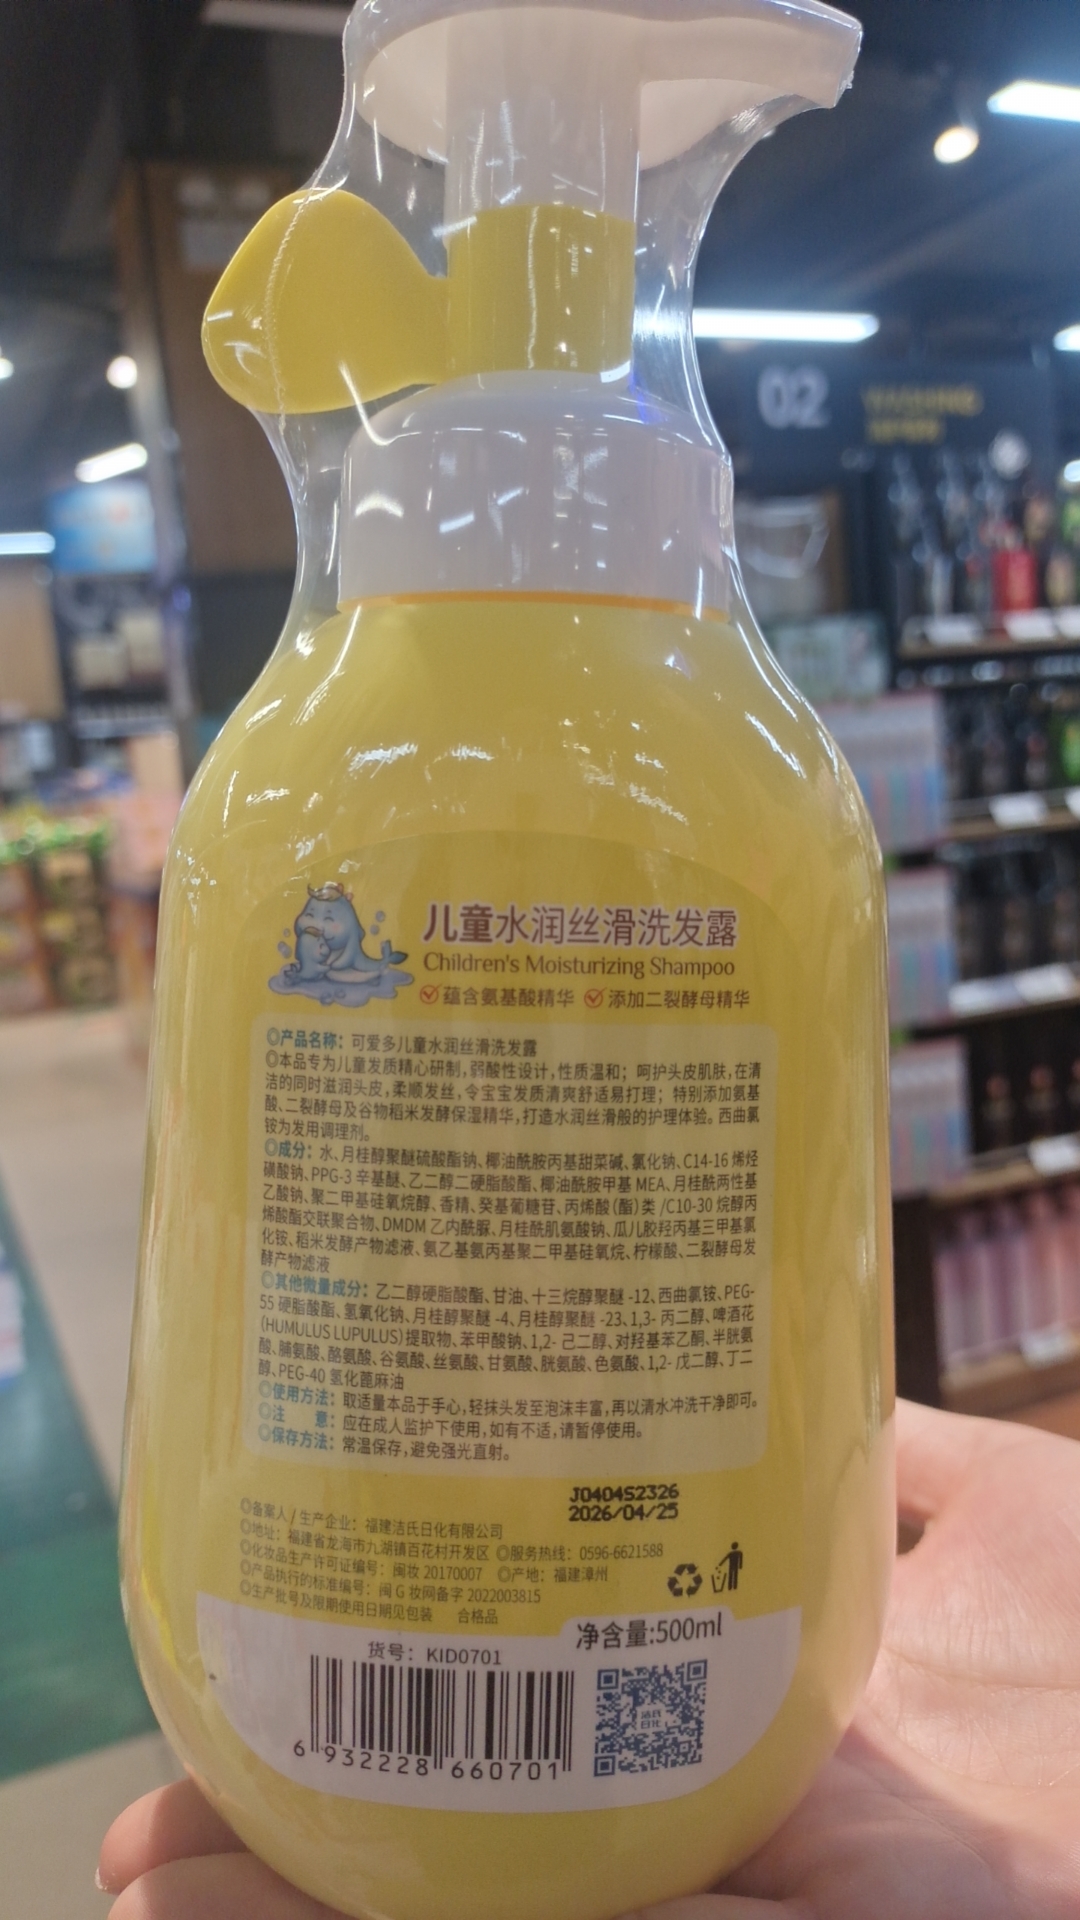 02
儿童水润丝滑洗发露
Children's Moisturizing Shampoo
蕴含氨基酸精华 添加二裂酵母精华
◎产品名称：可爱多儿童水润丝滑洗发露
◎本品专为儿童发质精心研制，弱酸性设计，性质温和；呵护头皮肌肤，在清
洁的同时滋润头皮，柔顺发丝，令宝宝发质清爽舒适易打理；特别添加氨基
酸、二裂酵母及谷物稻米发酵保湿精华，打造水润丝滑般的护理体验。西曲氯
铵为发用调理剂。
◎成分：水、月桂醇聚醚硫酸酯钠、椰油酰胺丙基甜菜碱、氯化钠、C14-16 烯烃
磺酸钠、PPG-3 辛基醚、乙二醇二硬脂酸酯、椰油酰胺甲基 MEA、月桂酰两性基
乙酸钠、聚二甲基硅氧烷醇、香精、癸基葡糖苷、丙烯酸（酯）类 /C10-30 烷醇丙
烯酸酯交联聚合物、DMDM 乙内酰脲、月桂酰肌氨酸钠、瓜儿胶羟丙基三甲基氯
化铵、稻米发酵产物滤液、氨乙基氨丙基聚二甲基硅氧烷、柠檬酸、二裂酵母发
酵产物滤液
◎其他微量成分：乙二醇硬脂酸酯、甘油、十三烷醇聚醚 -12、西曲氯铵、PEG-
55 硬脂酸酯、氢氧化钠、月桂醇聚醚 -4、月桂醇聚醚 -23、1,3- 丙二醇、啤酒花
（HUMULUS LUPULUS）提取物、苯甲酸钠、1,2- 己二醇、对羟基苯乙酮、半胱氨
酸、脯氨酸、酪氨酸、谷氨酸、丝氨酸、甘氨酸、胱氨酸、色氨酸、1,2- 戊二醇、丁二
醇、PEG-40 氢化蓖麻油
◎使用方法：取适量本品于手心，轻抹头发至泡沫丰富，再以清水冲洗干净即可。
◎注 意：应在成人监护下使用，如有不适，请暂停使用。
◎保存方法：常温保存，避免强光直射。
J0404S2326
2026/04/25
◎备案人 / 生产企业：福建洁氏日化有限公司
◎地址：福建省龙海市九湖镇百花村开发区 ◎服务热线：0596-6621588
◎化妆品生产许可证编号：闽妆 20170007 ◎产地：福建漳州
◎产品执行的标准编号：闽 G 妆网备字 2022003815
◎生产批号及限期使用日期见包装 合格品
净含量:500ml
货号：KID0701
洁氏
日化
6 932228 660701